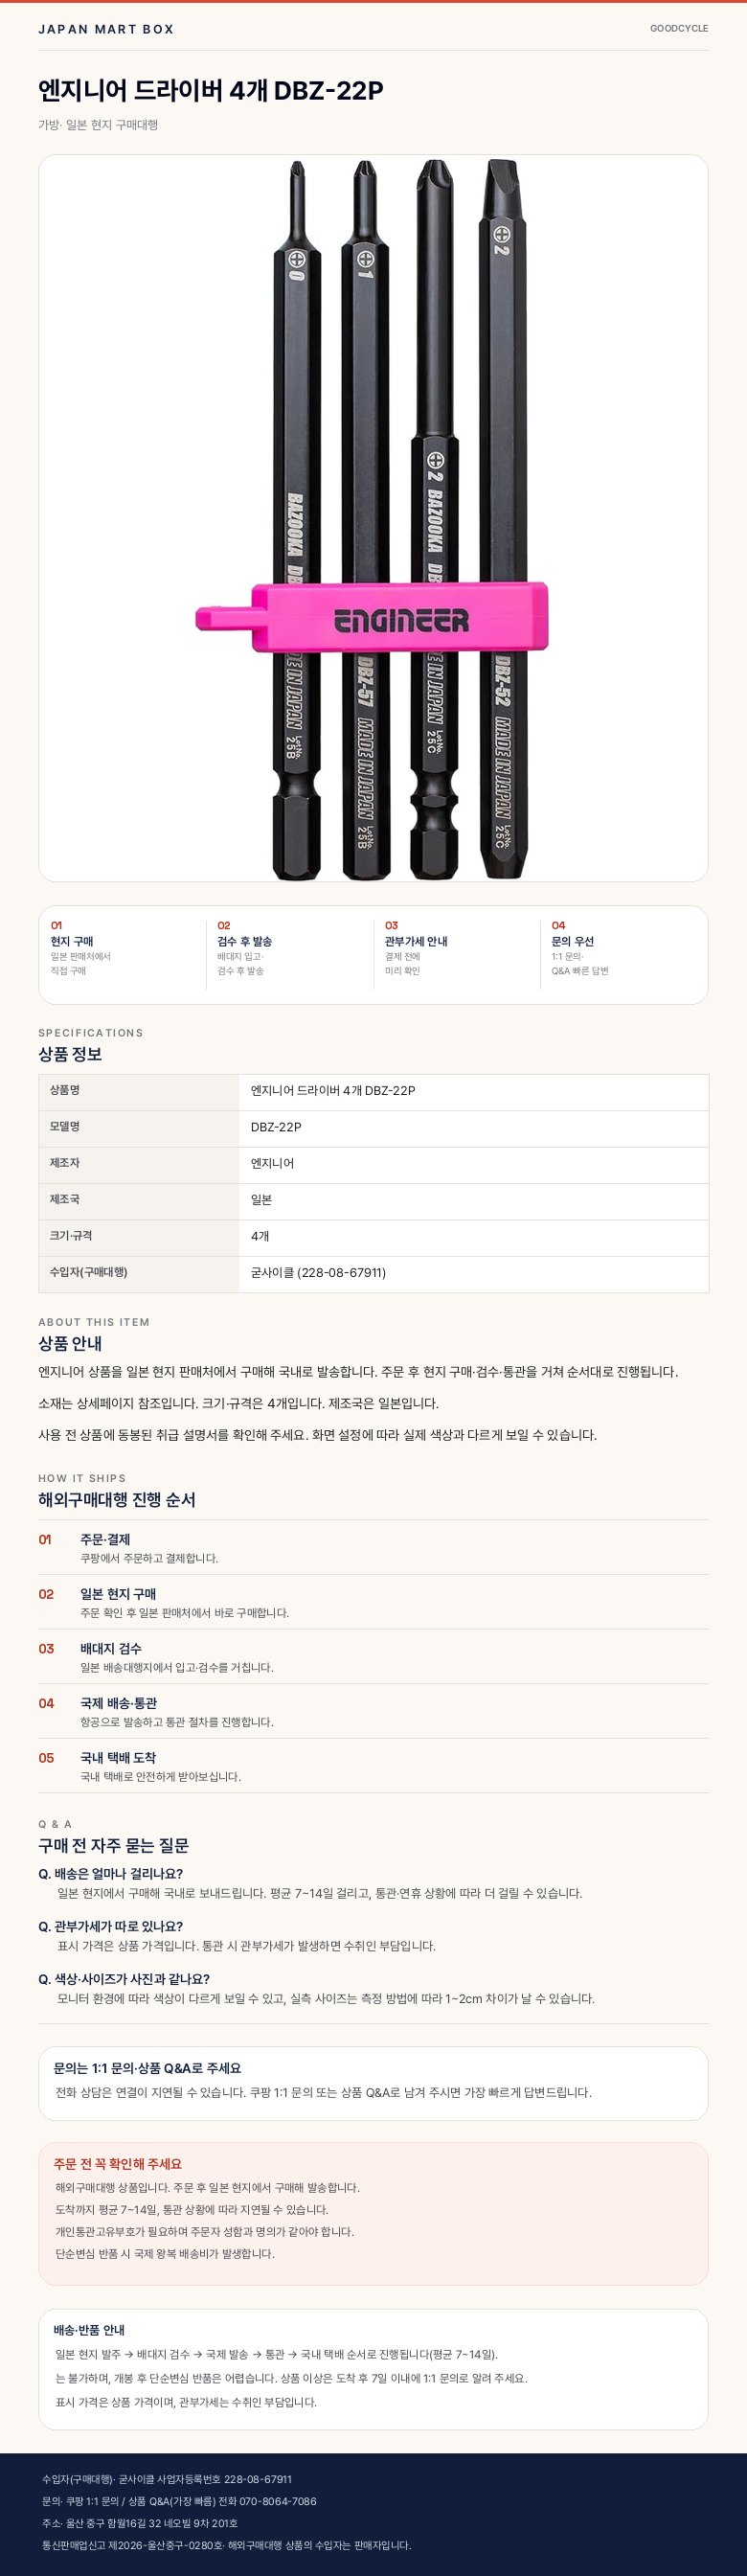 JAPAN MART BOX
GOODCYCLE
엔지니어 드라이버 4개 DBZ-22P
가방· 일본 현지 구매대행
0
1
2
2
BAZOOKA DB
2 BAZOOKA DB
ENGINEER
DE IN JAPAN
Lot No. 25B
DBZ-57 MADE IN JAPAN
Lot No. 25B
DE IN JAPAN
Lot No. 25C
DBZ-52 MADE IN JAPAN
Lot No. 25C
01
현지 구매
일본 판매처에서
직접 구매
02
검수 후 발송
배대지 입고·
검수 후 발송
03
관부가세 안내
결제 전에
미리 확인
04
문의 우선
1:1 문의·
Q&A 빠른 답변
SPECIFICATIONS
상품 정보
상품명 엔지니어 드라이버 4개 DBZ-22P
모델명 DBZ-22P
제조자 엔지니어
제조국 일본
크기·규격 4개
수입자(구매대행) 굳사이클 (228-08-67911)
ABOUT THIS ITEM
상품 안내
엔지니어 상품을 일본 현지 판매처에서 구매해 국내로 발송합니다. 주문 후 현지 구매·검수·통관을 거쳐 순서대로 진행됩니다.
소재는 상세페이지 참조입니다. 크기·규격은 4개입니다. 제조국은 일본입니다.
사용 전 상품에 동봉된 취급 설명서를 확인해 주세요. 화면 설정에 따라 실제 색상과 다르게 보일 수 있습니다.
HOW IT SHIPS
해외구매대행 진행 순서
01 주문·결제
쿠팡에서 주문하고 결제합니다.
02 일본 현지 구매
주문 확인 후 일본 판매처에서 바로 구매합니다.
03 배대지 검수
일본 배송대행지에서 입고·검수를 거칩니다.
04 국제 배송·통관
항공으로 발송하고 통관 절차를 진행합니다.
05 국내 택배 도착
국내 택배로 안전하게 받아보십니다.
Q & A
구매 전 자주 묻는 질문
Q. 배송은 얼마나 걸리나요?
일본 현지에서 구매해 국내로 보내드립니다. 평균 7~14일 걸리고, 통관·연휴 상황에 따라 더 걸릴 수 있습니다.
Q. 관부가세가 따로 있나요?
표시 가격은 상품 가격입니다. 통관 시 관부가세가 발생하면 수취인 부담입니다.
Q. 색상·사이즈가 사진과 같나요?
모니터 환경에 따라 색상이 다르게 보일 수 있고, 실측 사이즈는 측정 방법에 따라 1~2cm 차이가 날 수 있습니다.
문의는 1:1 문의·상품 Q&A로 주세요
전화 상담은 연결이 지연될 수 있습니다. 쿠팡 1:1 문의 또는 상품 Q&A로 남겨 주시면 가장 빠르게 답변드립니다.
주문 전 꼭 확인해 주세요
해외구매대행 상품입니다. 주문 후 일본 현지에서 구매해 발송합니다.
도착까지 평균 7~14일, 통관 상황에 따라 지연될 수 있습니다.
개인통관고유부호가 필요하며 주문자 성함과 명의가 같아야 합니다.
단순변심 반품 시 국제 왕복 배송비가 발생합니다.
배송·반품 안내
일본 현지 발주 → 배대지 검수 → 국제 발송 → 통관 → 국내 택배 순서로 진행됩니다(평균 7~14일).
는 불가하며, 개봉 후 단순변심 반품은 어렵습니다. 상품 이상은 도착 후 7일 이내에 1:1 문의로 알려 주세요.
표시 가격은 상품 가격이며, 관부가세는 수취인 부담입니다.
수입자(구매대행)· 굳사이클 사업자등록번호 228-08-67911
문의· 쿠팡 1:1 문의 / 상품 Q&A(가장 빠름) 전화 070-8064-7086
주소· 울산 중구 함월16길 32 네오빌 9차 201호
통신판매업신고 제2026-울산중구-0280호· 해외구매대행 상품의 수입자는 판매자입니다.